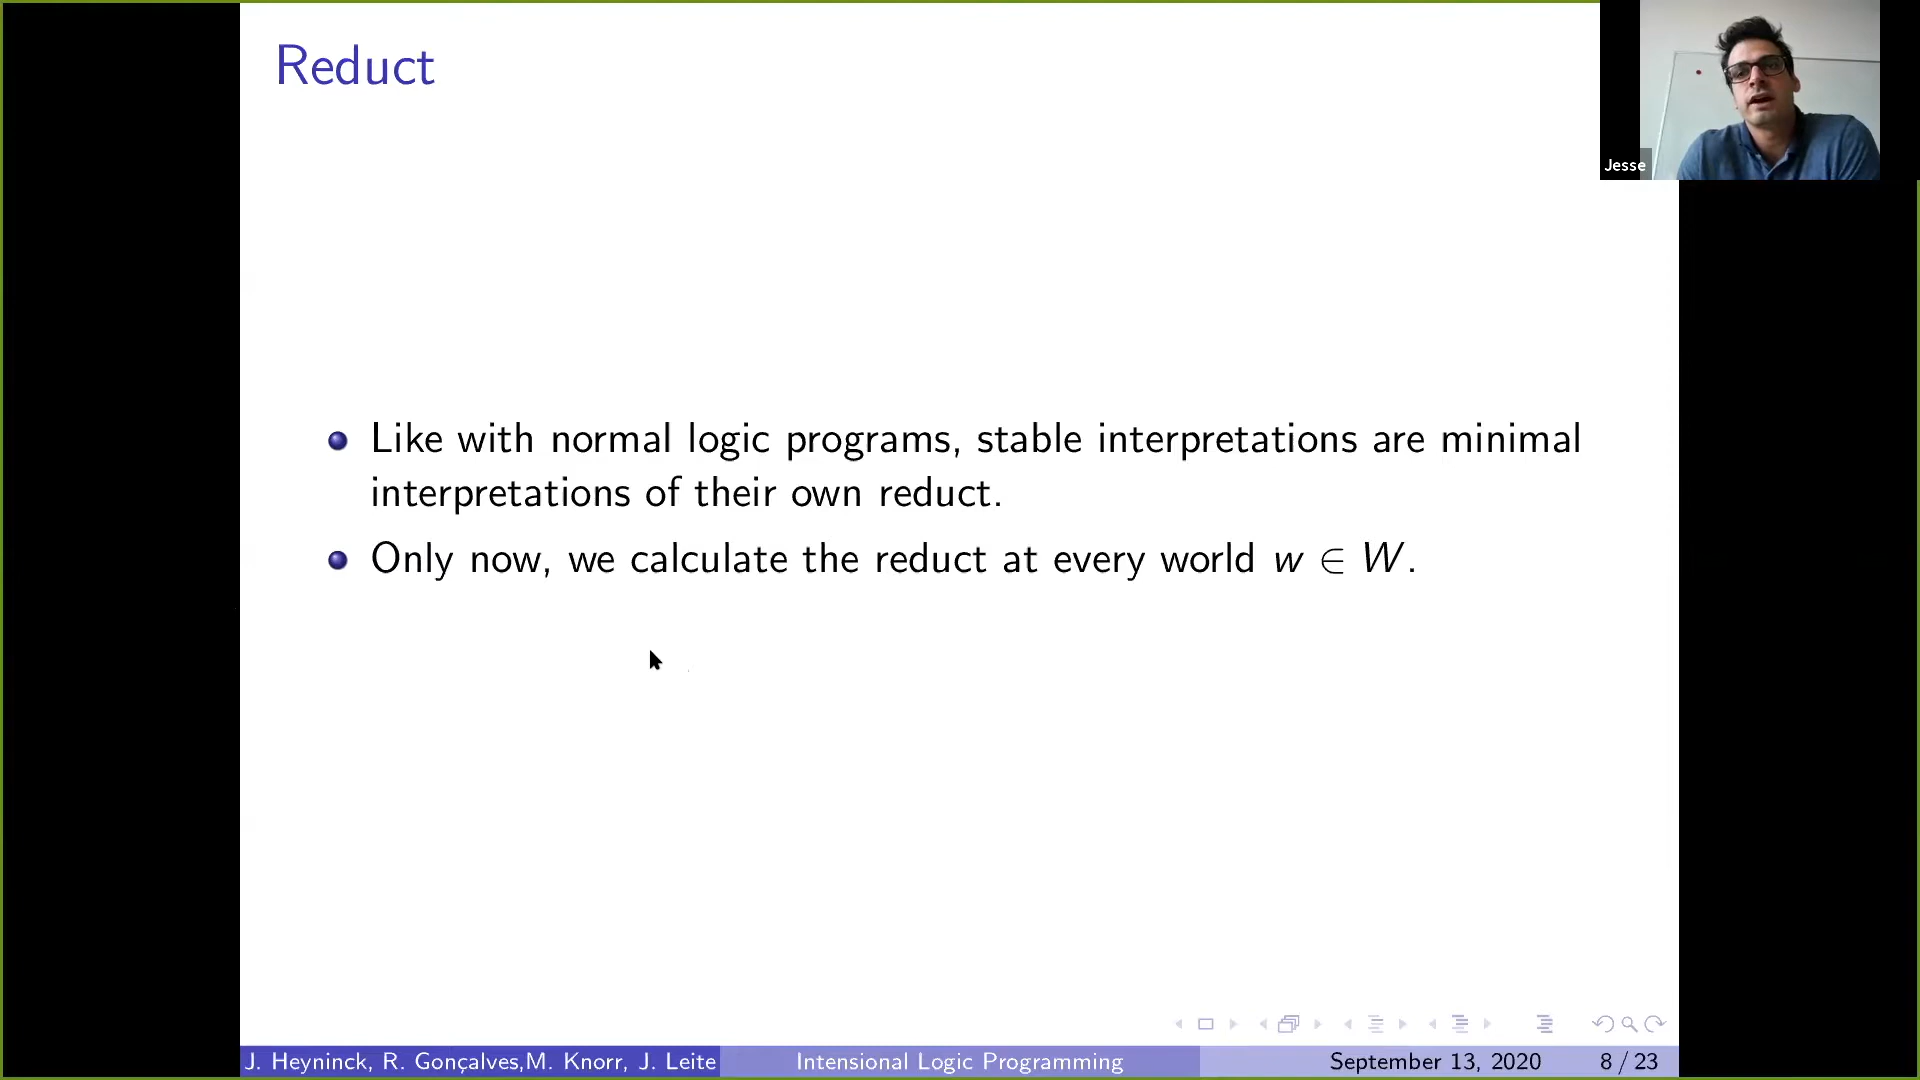 Reduct
Jesse
Like with normal logic programs, stable interpretations are minimal
interpretations of their own reduct.
Only now, we calculate the reduct at every world w ∈ W.
J. Heyninck, R. Gonçalves,M. Knorr, J. Leite Intensional Logic Programming September 13, 2020 8 / 23